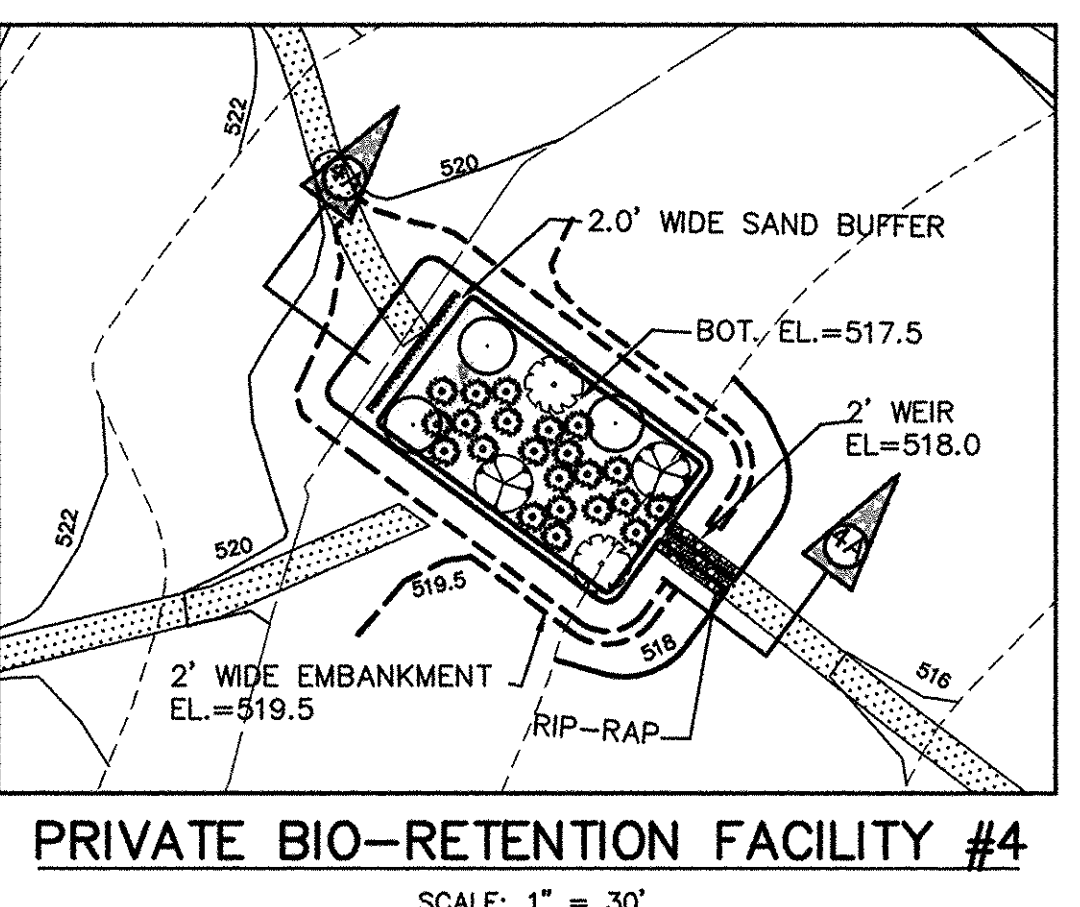 522
4A
520
2.0' WIDE SAND BUFFER
BOT. EL.=517.5
2' WEIR
EL=518.0
4A
522
520
519.5
518
516
2' WIDE EMBANKMENT
EL.=519.5
RIP-RAP
PRIVATE BIO-RETENTION FACILITY #4
SCALE: 1" = 30'